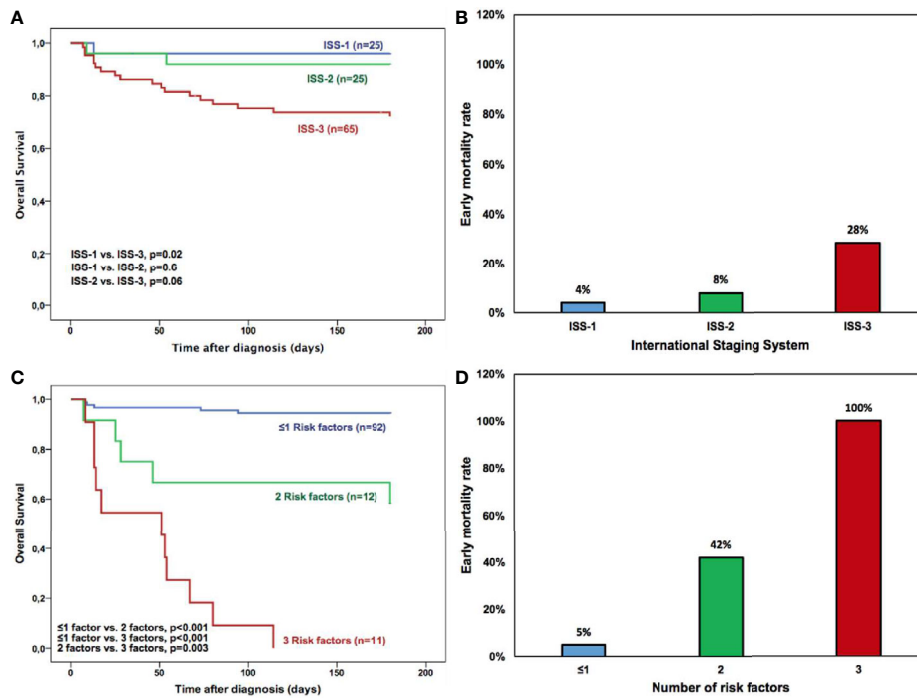 A
1,0
0,8
0,6
0,4
0,2
0,0
Overall Survival
ISS-1 (n=25)
ISS-2 (n=25)
ISS-3 (n=65)
ISS-1 vs. ISS-3, p=0.02
ISS-2 vs. ISS-3, p=0.06
0 50 100 150 200
Time after diagnosis (days)
B
120%
100%
80%
60%
40%
20%
0%
Early mortality rate
4%
8%
28%
ISS-1 ISS-2 ISS-3
International Staging System
C
1,0
0,8
0,6
0,4
0,2
0,0
Overall Survival
≤1 Risk factors (n=92)
2 Risk factors (n=12)
3 Risk factors (n=11)
≤1 factor vs. 2 factors, p<0.001
≤1 factor vs. 3 factors, p<0,001
2 factors vs. 3 factors, p=0.003
0 50 100 150 200
Time after diagnosis (days)
D
120%
100%
80%
60%
40%
20%
0%
Early mortality rate
5%
42%
100%
≤1 2 3
Number of risk factors